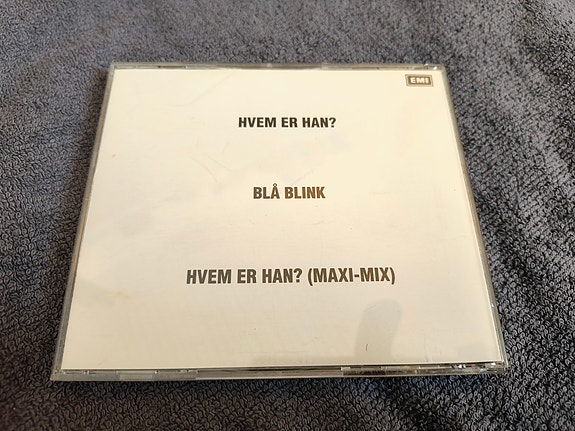 EMI
HVEM ER HAN?
BLÅ BLINK
HVEM ER HAN? (MAXI-MIX)